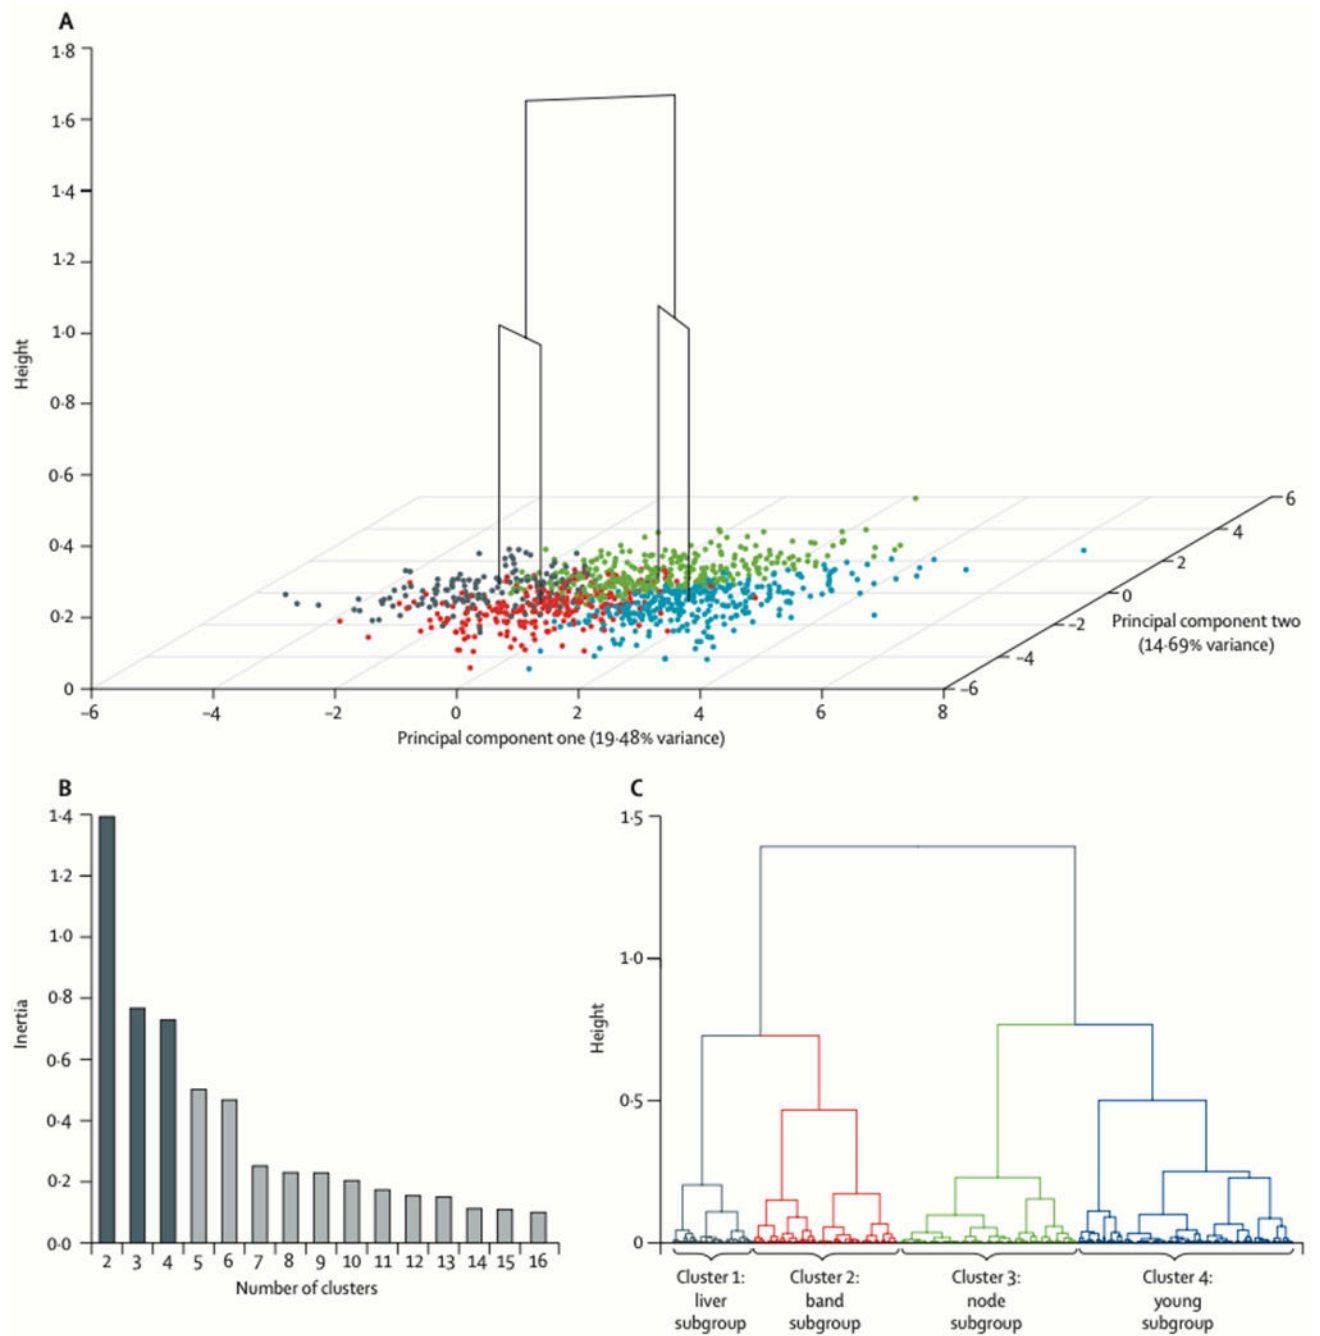 A
1·8
1·6
1·4
1·2
1·0
0·8
0·6
0·4
0·2
0
Height
–6
–4
–2
0
2
4
6
8
Principal component one (19·48% variance)
6
4
2
0
–2
–4
–6
Principal component two
(14·69% variance)
B
1·4
1·2
1·0
0·8
0·6
0·4
0·2
0·0
Inertia
2 3 4 5 6 7 8 9 10 11 12 13 14 15 16
Number of clusters
C
1·5
1·0
0·5
0
Height
Cluster 1:
liver
subgroup
Cluster 2:
band
subgroup
Cluster 3:
node
subgroup
Cluster 4:
young
subgroup